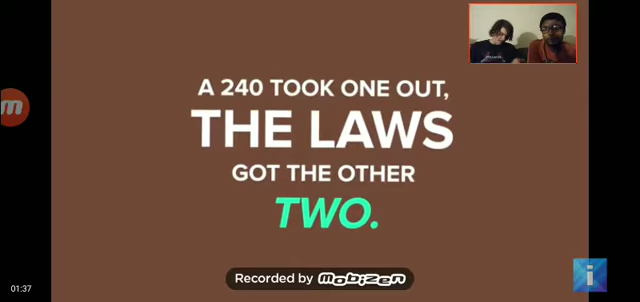 A 240 TOOK ONE OUT,
THE LAWS
GOT THE OTHER
TWO.
Recorded by mobizen
01:37
i